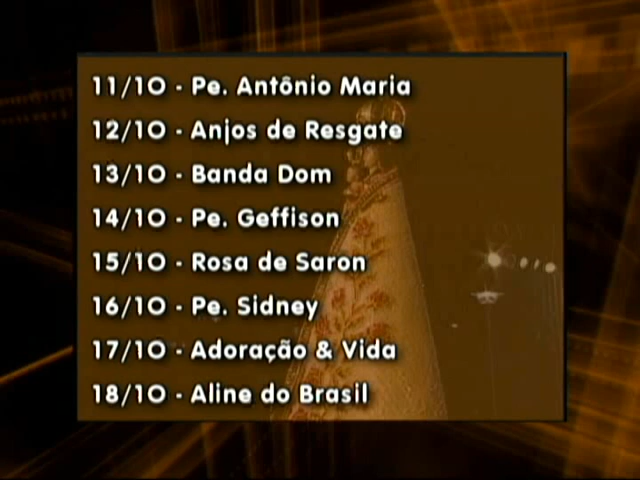 11/10 - Pe. Antônio Maria
12/10 - Anjos de Resgate
13/10 - Banda Dom
14/10 - Pe. Geffison
15/10 - Rosa de Saron
16/10 - Pe. Sidney
17/10 - Adoração & Vida
18/10 - Aline do Brasil